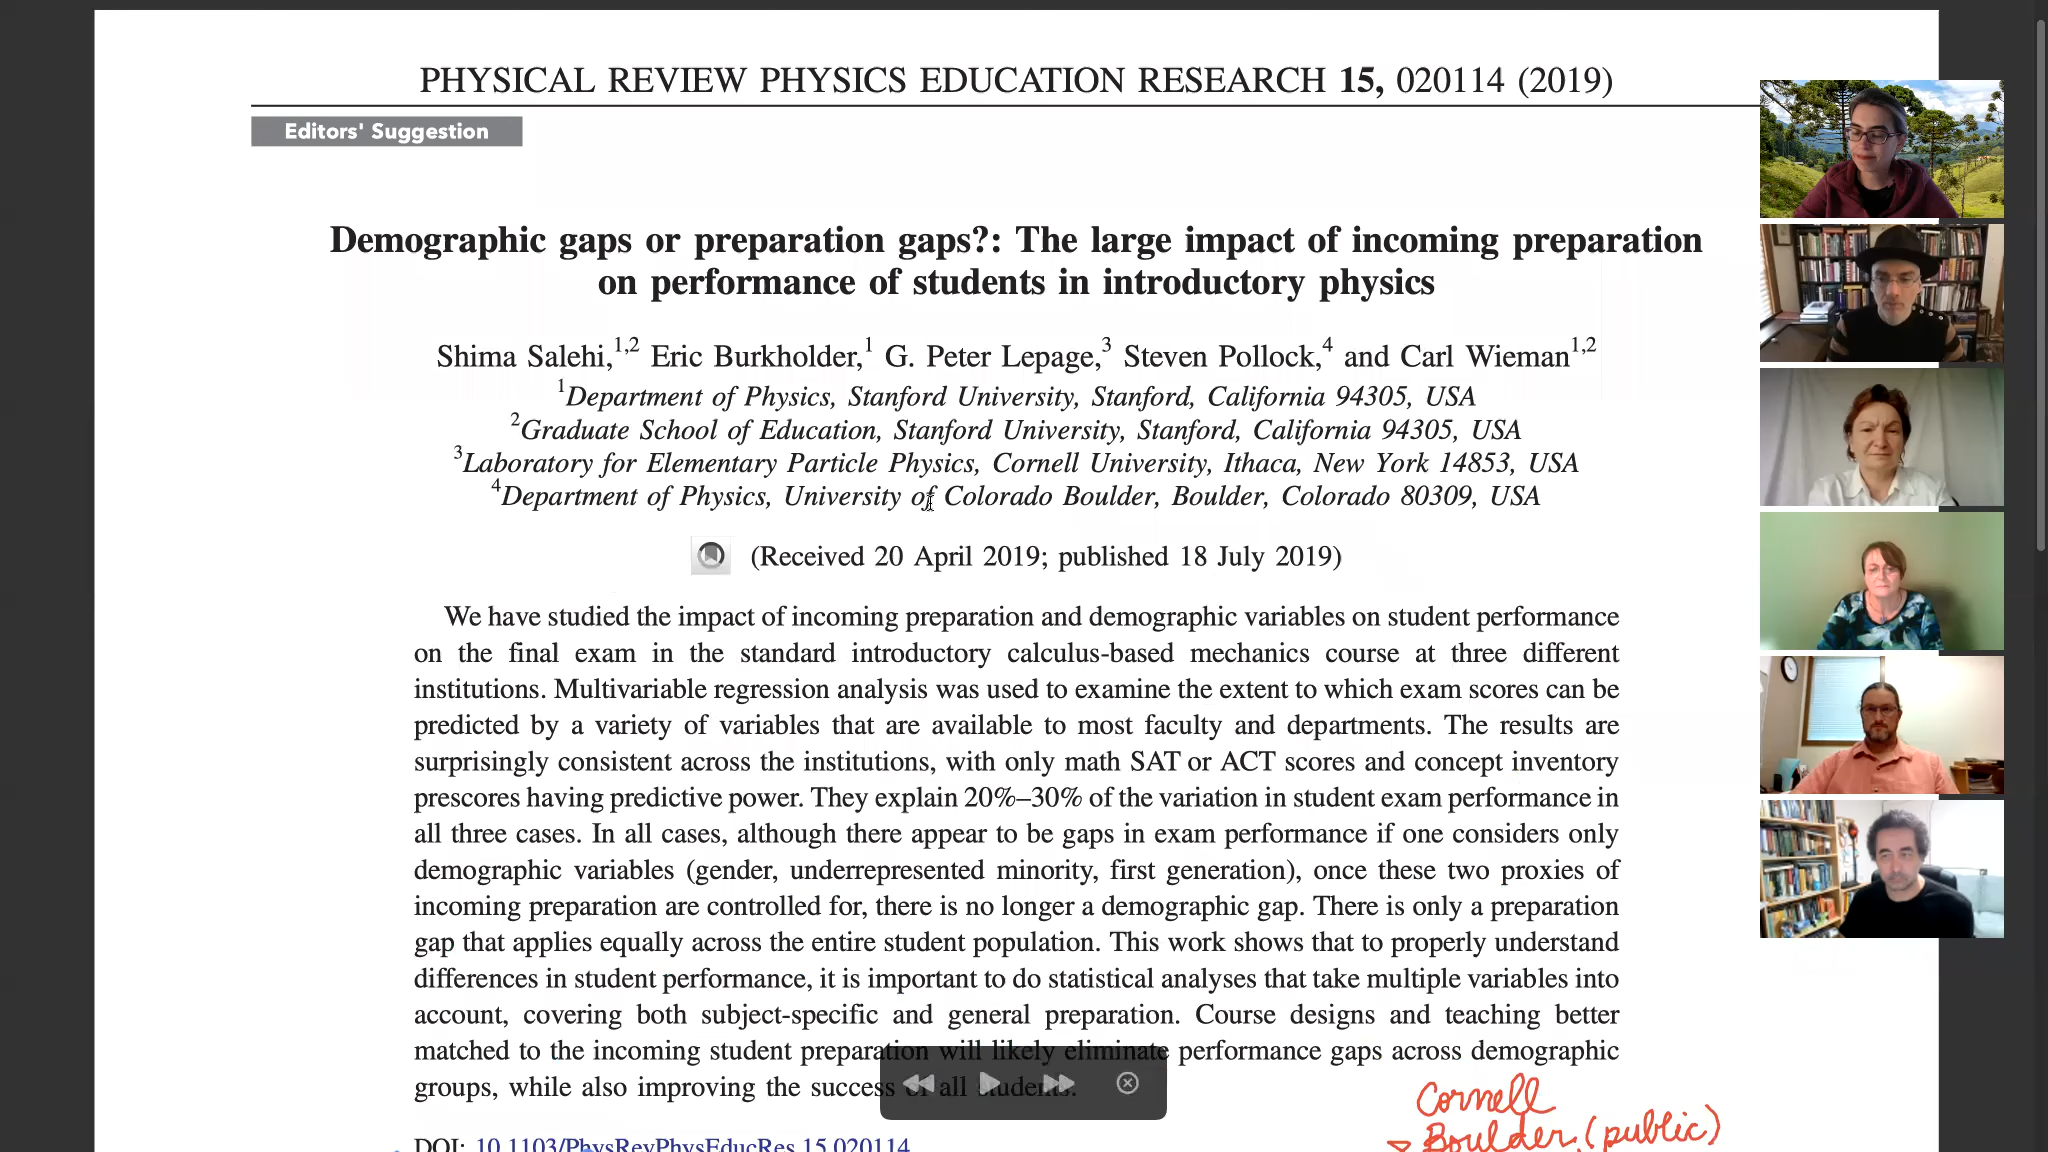 PHYSICAL REVIEW PHYSICS EDUCATION RESEARCH 15, 020114 (2019)
Editors' Suggestion
Demographic gaps or preparation gaps?: The large impact of incoming preparation
on performance of students in introductory physics
Shima Salehi,1,2 Eric Burkholder,1 G. Peter Lepage,3 Steven Pollock,4 and Carl Wieman1,2
1Department of Physics, Stanford University, Stanford, California 94305, USA
2Graduate School of Education, Stanford University, Stanford, California 94305, USA
3Laboratory for Elementary Particle Physics, Cornell University, Ithaca, New York 14853, USA
4Department of Physics, University of Colorado Boulder, Boulder, Colorado 80309, USA
(Received 20 April 2019; published 18 July 2019)
We have studied the impact of incoming preparation and demographic variables on student performance
on the final exam in the standard introductory calculus-based mechanics course at three different
institutions. Multivariable regression analysis was used to examine the extent to which exam scores can be
predicted by a variety of variables that are available to most faculty and departments. The results are
surprisingly consistent across the institutions, with only math SAT or ACT scores and concept inventory
prescores having predictive power. They explain 20%–30% of the variation in student exam performance in
all three cases. In all cases, although there appear to be gaps in exam performance if one considers only
demographic variables (gender, underrepresented minority, first generation), once these two proxies of
incoming preparation are controlled for, there is no longer a demographic gap. There is only a preparation
gap that applies equally across the entire student population. This work shows that to properly understand
differences in student performance, it is important to do statistical analyses that take multiple variables into
account, covering both subject-specific and general preparation. Course designs and teaching better
matched to the incoming student preparation will likely eliminate performance gaps across demographic
groups, while also improving the success of all students.
Cornell
Boulder (public)
DOI: 10.1103/PhysRevPhysEducRes.15.020114